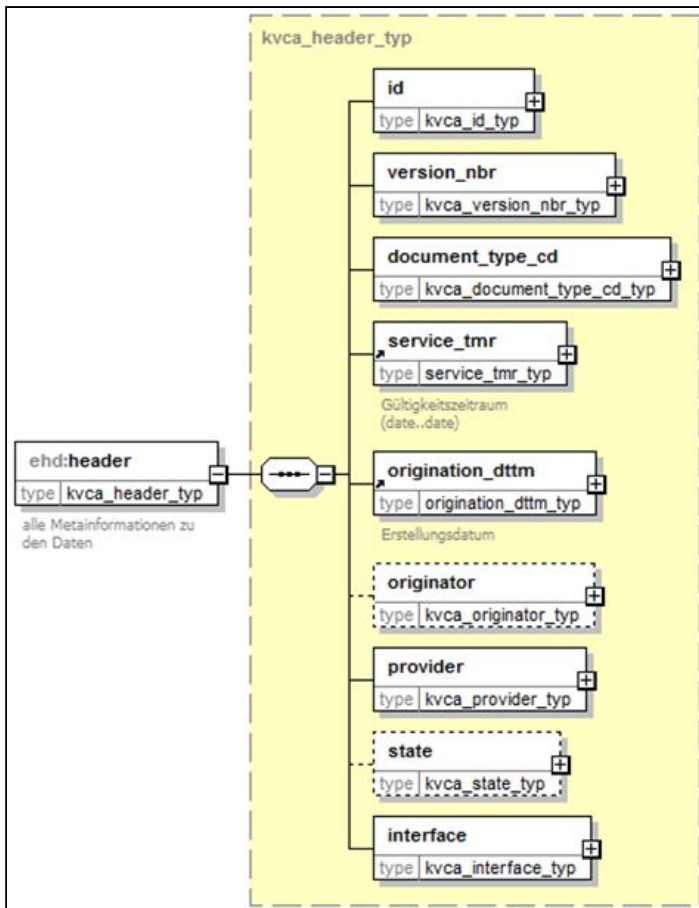 kvca_header_typ
id
type kvca_id_typ
version_nbr
type kvca_version_nbr_typ
document_type_cd
type kvca_document_type_cd_typ
service_tmr
type service_tmr_typ
Gültigkeitszeitraum
(date..date)
ehd:header
type kvca_header_typ
alle Metainformationen zu
den Daten
origination_dttm
type origination_dttm_typ
Erstellungsdatum
originator
type kvca_originator_typ
provider
type kvca_provider_typ
state
type kvca_state_typ
interface
type kvca_interface_typ